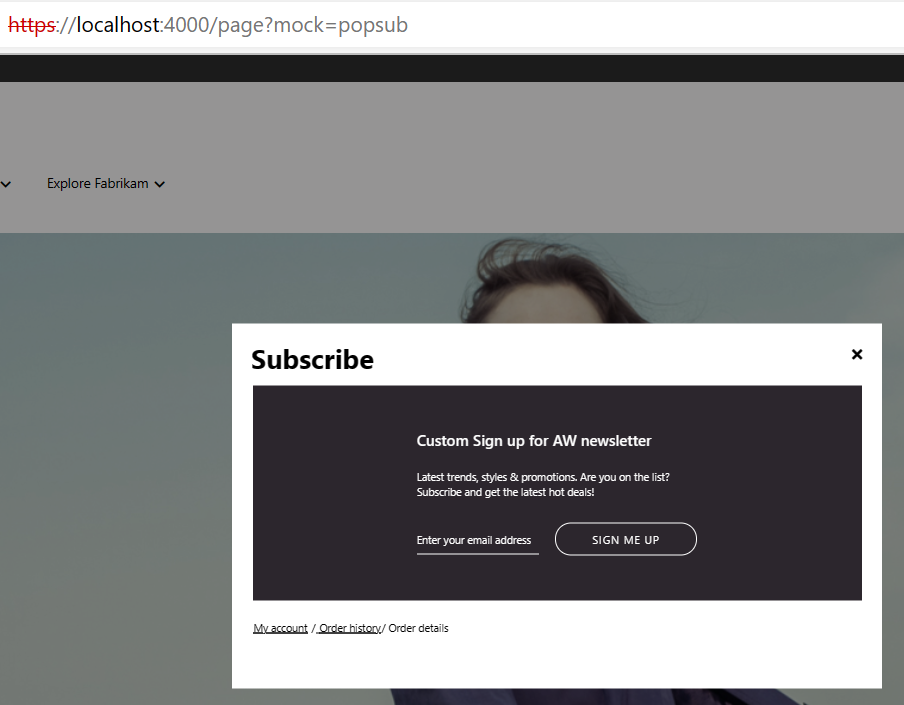 https://localhost:4000/page?mock=popsub
Explore Fabrikam
Subscribe
Custom Sign up for AW newsletter
Latest trends, styles & promotions. Are you on the list?
Subscribe and get the latest hot deals!
Enter your email address SIGN ME UP
My account / Order history/ Order details